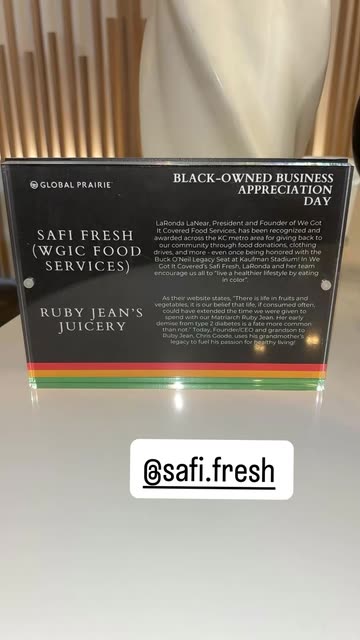 GLOBAL PRAIRIE
BLACK-OWNED BUSINESS
APPRECIATION
DAY
SAFI FRESH
(WGIC FOOD
SERVICES)
LaRonda LaNear, President and Founder of We Got
It Covered Food Services, has been recognized and
awarded across the KC metro area for giving back to
our community through food donations, clothing
drives, and more - even once being honored with the
Buck O'Neil Legacy Seat at Kaufman Stadium! In We
Got It Covered's Safi Fresh, LaRonda and her team
encourage us all to "live a healthier lifestyle by eating
in color".
RUBY JEAN'S
JUICERY
As their website states, "There is life in fruits and
vegetables, it is our belief that life, if consumed often,
could have extended the time we were given to
spend with our Matriarch Ruby Jean. Her early
demise from type 2 diabetes is a fate more common
than not." Today, Founder/CEO and grandson to
Ruby Jean, Chris Goode, uses his grandmother's
legacy to fuel his passion for healthy living!
@safi.fresh